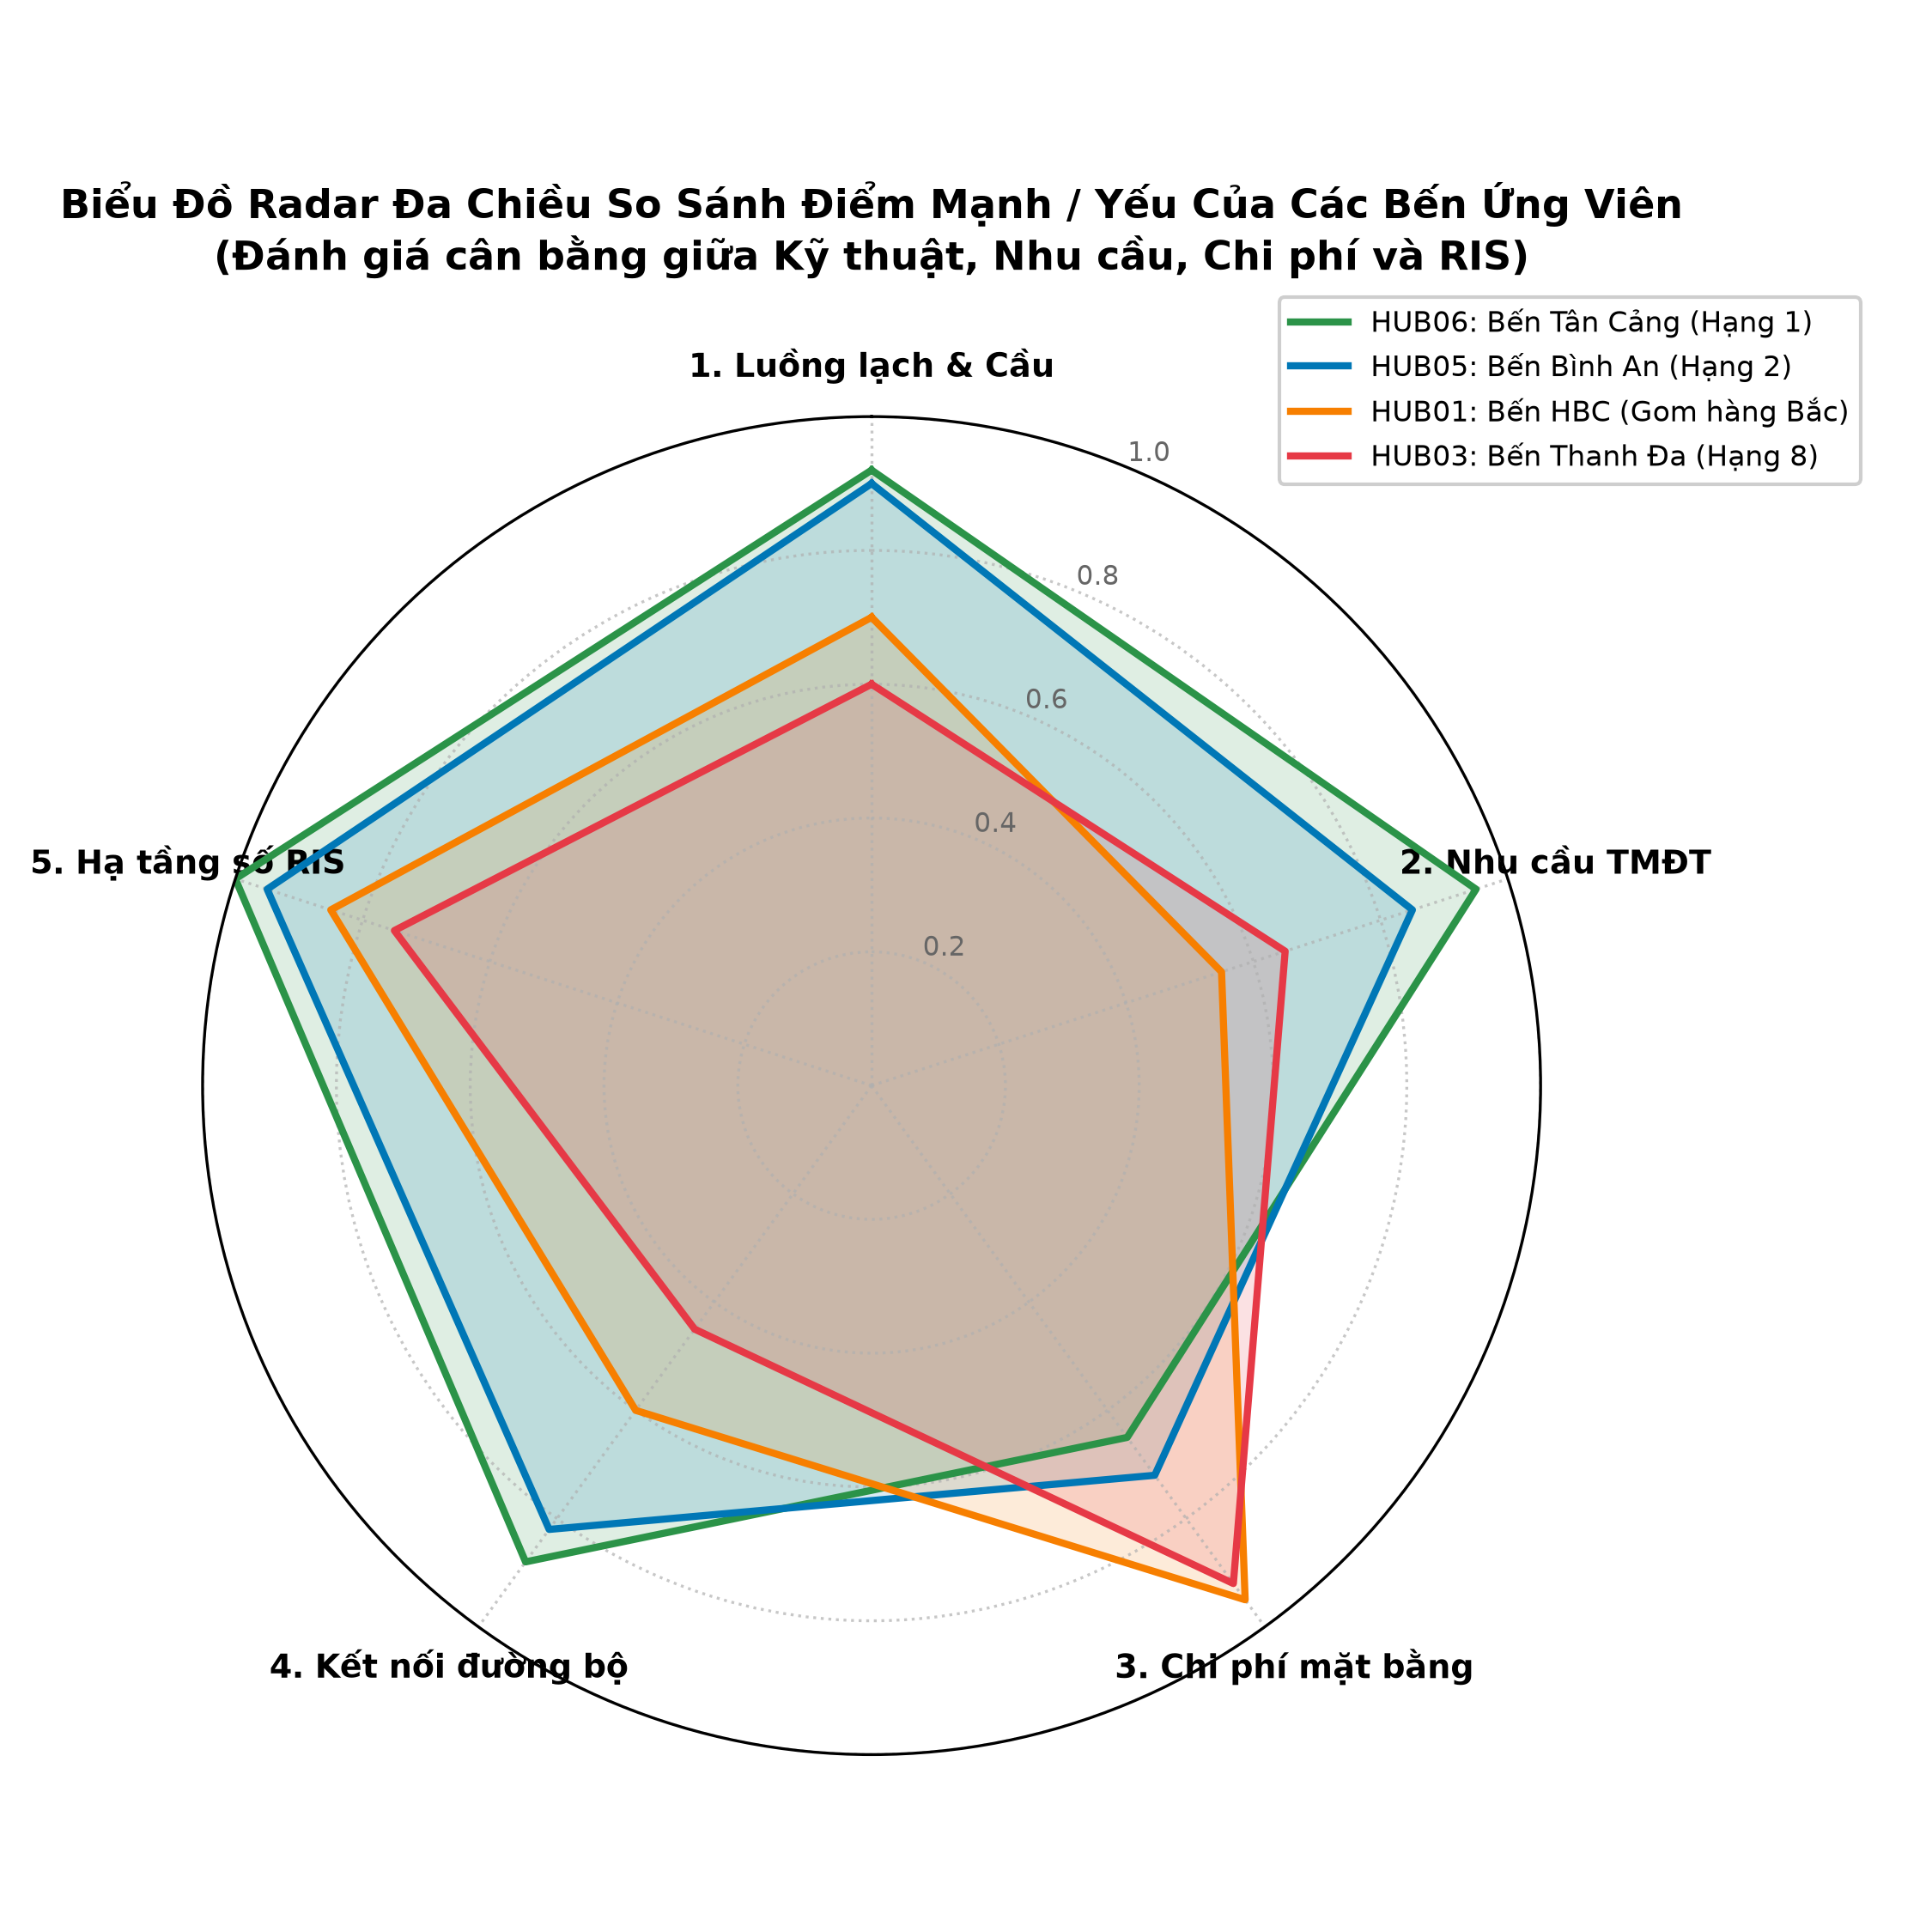 Biểu Đồ Radar Đa Chiều So Sánh Điểm Mạnh / Yếu Của Các Bến Ứng Viên
(Đánh giá cân bằng giữa Kỹ thuật, Nhu cầu, Chi phí và RIS)
HUB06: Bến Tân Cảng (Hạng 1)
HUB05: Bến Bình An (Hạng 2)
HUB01: Bến HBC (Gom hàng Bắc)
HUB03: Bến Thanh Đa (Hạng 8)
1. Luồng lạch & Cầu
1.0
0.8
0.6
0.4
0.2
5. Hạ tầng số RIS
2. Nhu cầu TMĐT
4. Kết nối đường bộ
3. Chi phí mặt bằng